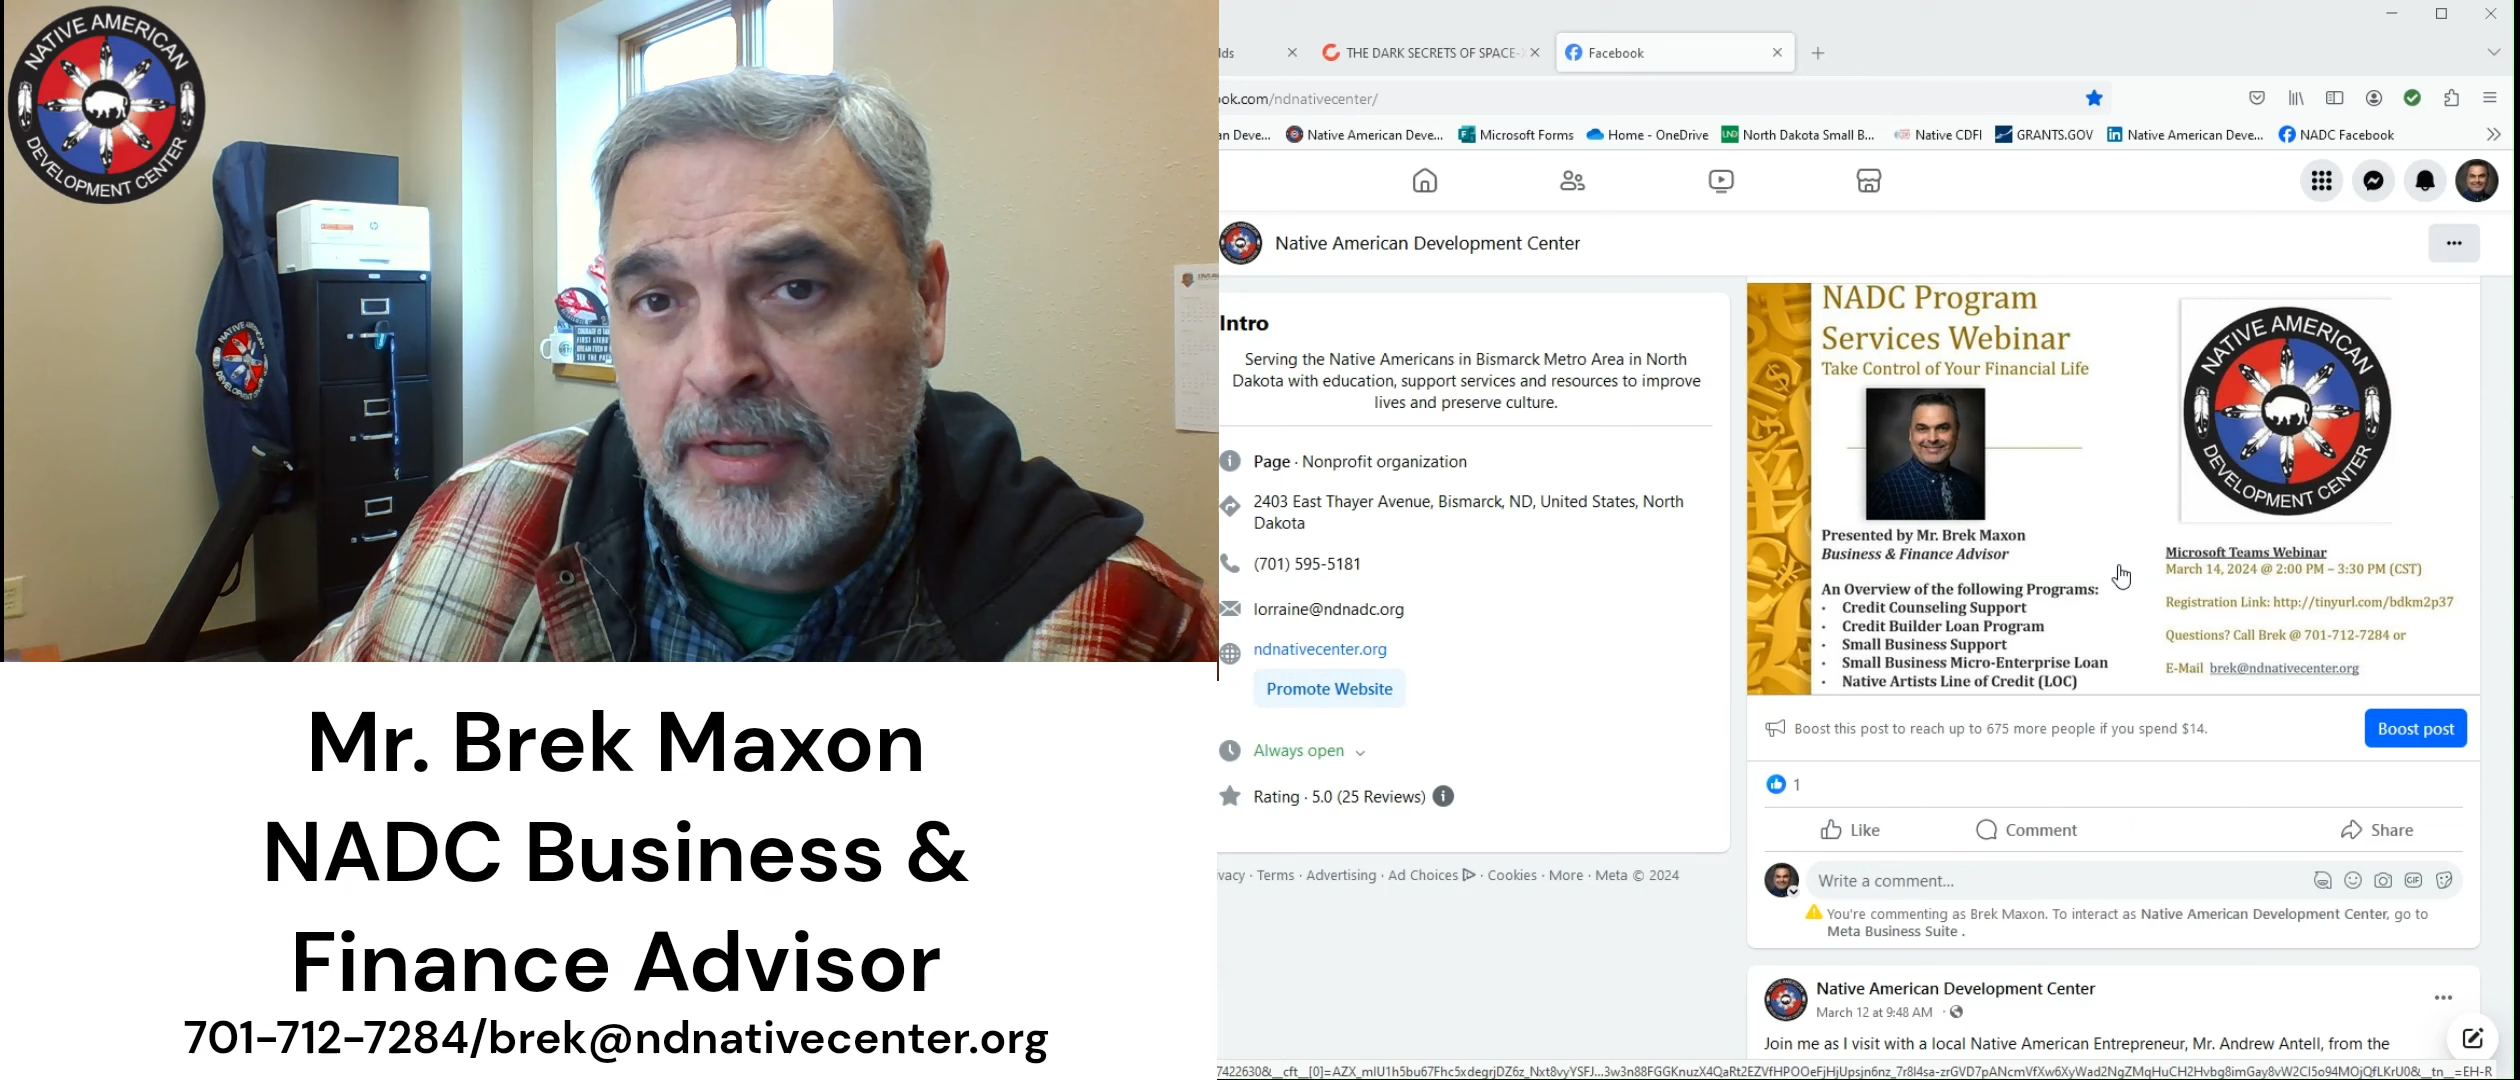 NATIVE AMERICAN
DEVELOPMENT CENTER
Mr. Brek Maxon
NADC Business &
Finance Advisor
701-712-7284/brek@ndnativecenter.org
lds
THE DARK SECRETS OF SPACE-
Facebook
ok.com/ndnativecenter/
an Deve...
Native American Deve...
Microsoft Forms
Home - OneDrive
North Dakota Small B...
Native CDFI
GRANTS.GOV
Native American Deve...
NADC Facebook
Native American Development Center
Intro
Serving the Native Americans in Bismarck Metro Area in North
Dakota with education, support services and resources to improve
lives and preserve culture.
Page · Nonprofit organization
2403 East Thayer Avenue, Bismarck, ND, United States, North
Dakota
(701) 595-5181
lorraine@ndnadc.org
ndnativecenter.org
Promote Website
Always open
Rating · 5.0 (25 Reviews)
vacy · Terms · Advertising · Ad Choices · Cookies · More · Meta © 2024
NADC Program
Services Webinar
Take Control of Your Financial Life
Presented by Mr. Brek Maxon
Business & Finance Advisor
An Overview of the following Programs:
· Credit Counseling Support
· Credit Builder Loan Program
· Small Business Support
· Small Business Micro-Enterprise Loan
· Native Artists Line of Credit (LOC)
NATIVE AMERICAN
DEVELOPMENT CENTER
Microsoft Teams Webinar
March 14, 2024 @ 2:00 PM – 3:30 PM (CST)
Registration Link: http://tinyurl.com/bdkm2p37
Questions? Call Brek @ 701-712-7284 or
E-Mail brek@ndnativecenter.org
Boost this post to reach up to 675 more people if you spend $14.
Boost post
1
Like
Comment
Share
Write a comment...
GIF
You're commenting as Brek Maxon. To interact as Native American Development Center, go to
Meta Business Suite .
Native American Development Center
March 12 at 9:48 AM ·
Join me as I visit with a local Native American Entrepreneur, Mr. Andrew Antell, from the